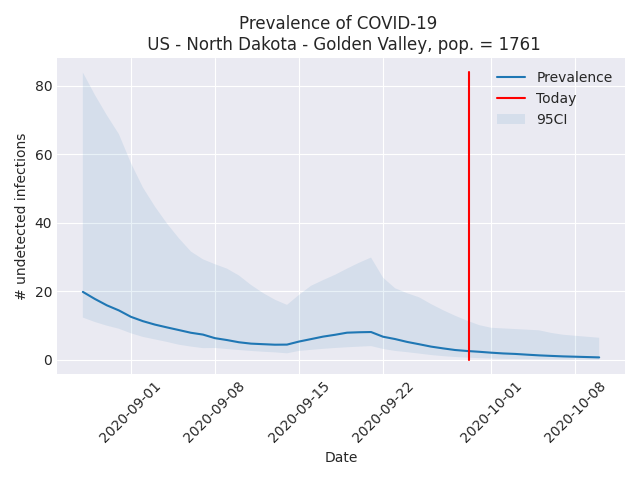 Prevalence of COVID-19
US - North Dakota - Golden Valley, pop. = 1761
Prevalence
Today
95CI
# undetected infections
80
60
40
20
0
2020-09-01
2020-09-08
2020-09-15
2020-09-22
2020-10-01
2020-10-08
Date